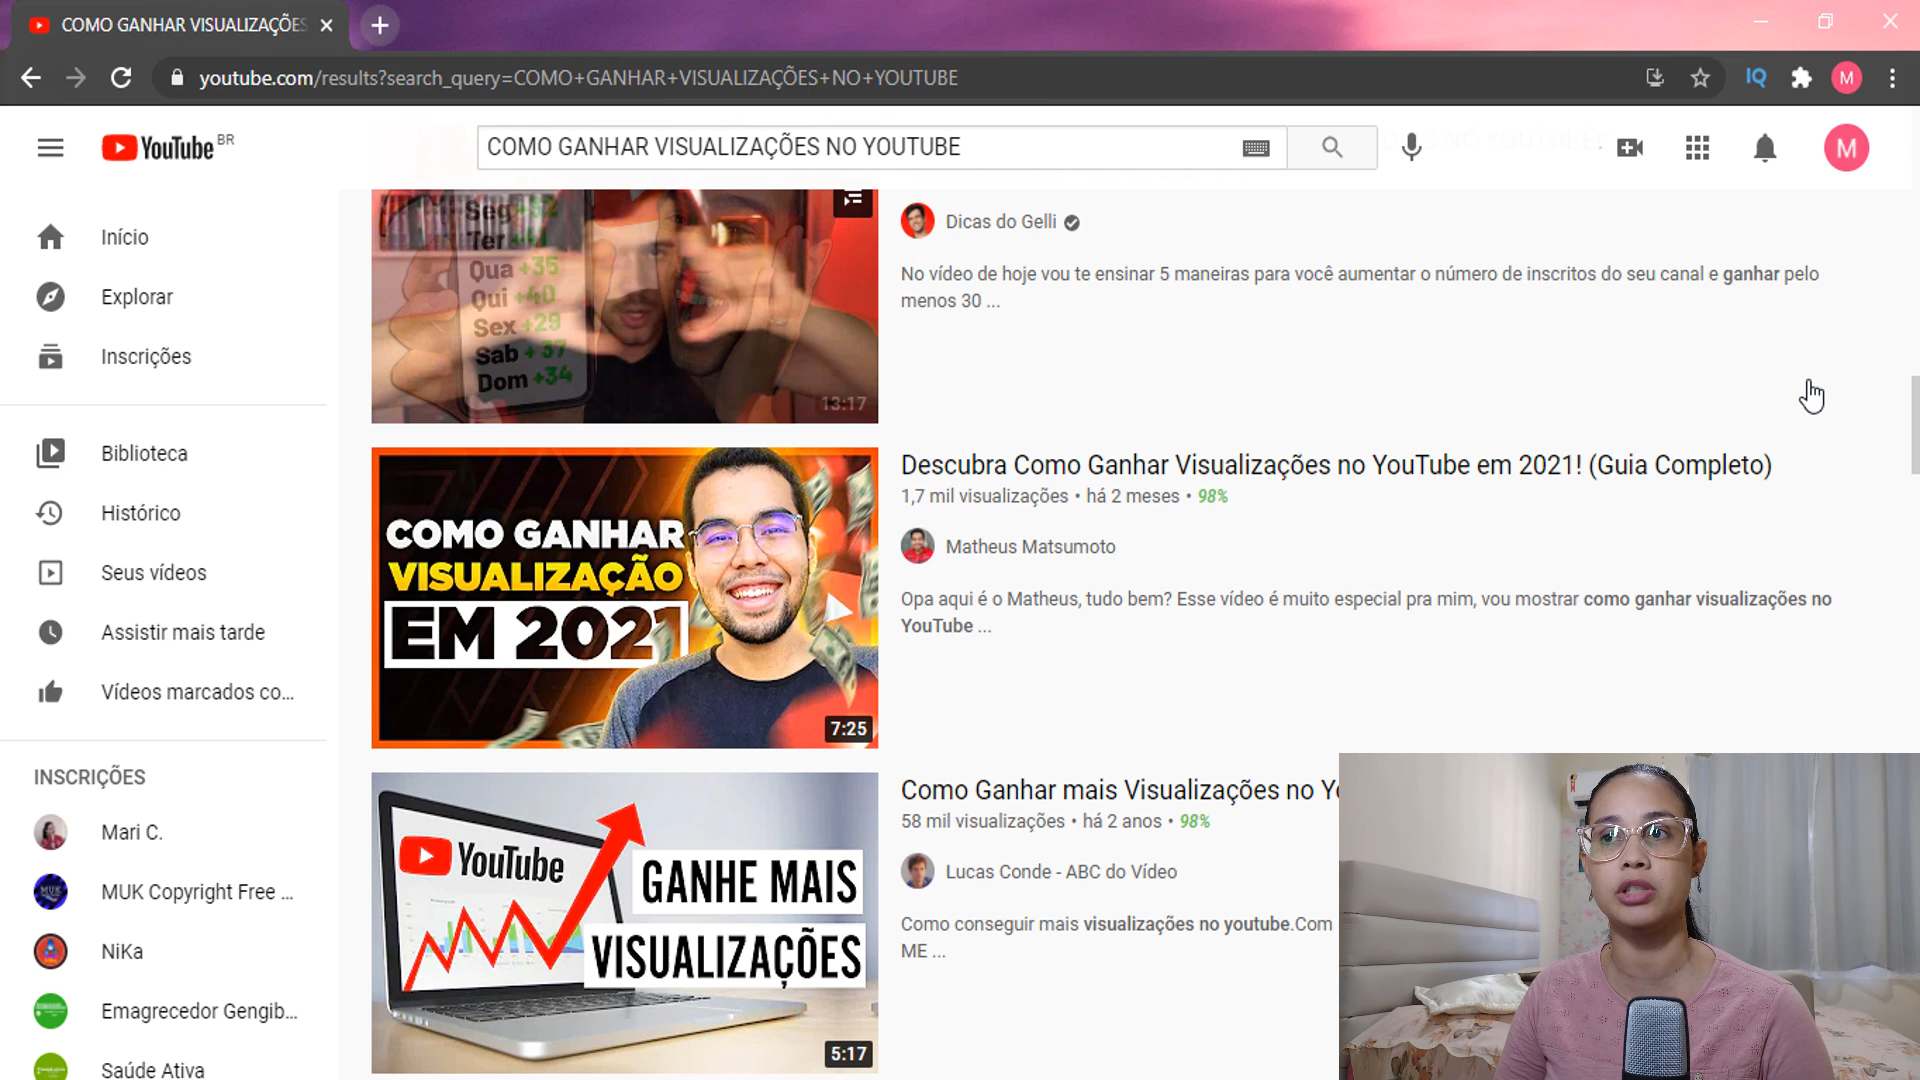 COMO GANHAR VISUALIZAÇÕES
youtube.com/results?search_query=COMO+GANHAR+VISUALIZAÇÕES+NO+YOUTUBE
IQ
M
YouTube BR
COMO GANHAR VISUALIZAÇÕES NO YOUTUBE
M
Início
Explorar
Inscrições
Biblioteca
Histórico
Seus vídeos
Assistir mais tarde
Vídeos marcados co...
INSCRIÇÕES
Mari C.
MUK Copyright Free ...
NiKa
Emagrecedor Gengib...
Saúde Ativa
Seg +32
Ter +41
Qua +35
Qui +40
Sex +29
Sab + 37
Dom +34
13:17
Dicas do Gelli
No vídeo de hoje vou te ensinar 5 maneiras para você aumentar o número de inscritos do seu canal e ganhar pelo
menos 30 ...
COMO GANHAR
VISUALIZAÇÃO
EM 2021
7:25
Descubra Como Ganhar Visualizações no YouTube em 2021! (Guia Completo)
1,7 mil visualizações • há 2 meses • 98%
Matheus Matsumoto
Opa aqui é o Matheus, tudo bem? Esse vídeo é muito especial pra mim, vou mostrar como ganhar visualizações no
YouTube ...
YouTube
GANHE MAIS
VISUALIZAÇÕES
5:17
Como Ganhar mais Visualizações no Yo
58 mil visualizações • há 2 anos • 98%
Lucas Conde - ABC do Vídeo
Como conseguir mais visualizações no youtube.Com
ME ...